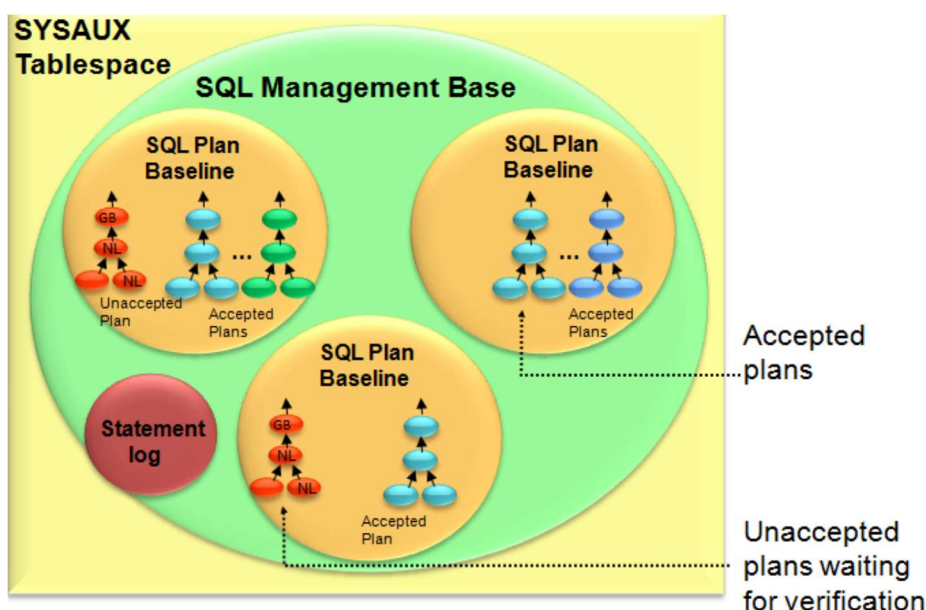 SYSAUX
Tablespace
SQL Management Base
SQL Plan
Baseline
GB
NL
NL
Unaccepted
Plan
...
Accepted
Plans
SQL Plan
Baseline
...
Accepted
Plans
SQL Plan
Baseline
GB
NL
NL
Accepted
Plan
Statement
log
Accepted
plans
Unaccepted
plans waiting
for verification